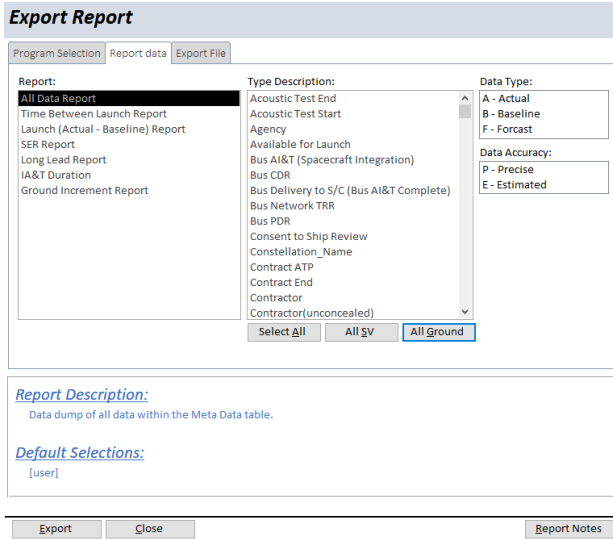 Export Report
Program Selection
Report data
Export File
Report:
All Data Report
Time Between Launch Report
Launch (Actual - Baseline) Report
SER Report
Long Lead Report
IA&T Duration
Ground Increment Report
Type Description:
Acoustic Test End
Acoustic Test Start
Agency
Available for Launch
Bus AI&T (Spacecraft Integration)
Bus CDR
Bus Delivery to S/C (Bus AI&T Complete)
Bus Network TRR
Bus PDR
Consent to Ship Review
Constellation_Name
Contract ATP
Contract End
Contractor
Contractor(unconcealed)
Select All
All SV
All Ground
Data Type:
A - Actual
B - Baseline
F - Forcast
Data Accuracy:
P - Precise
E - Estimated
Report Description:
Data dump of all data within the Meta Data table.
Default Selections:
[user]
Export
Close
Report Notes